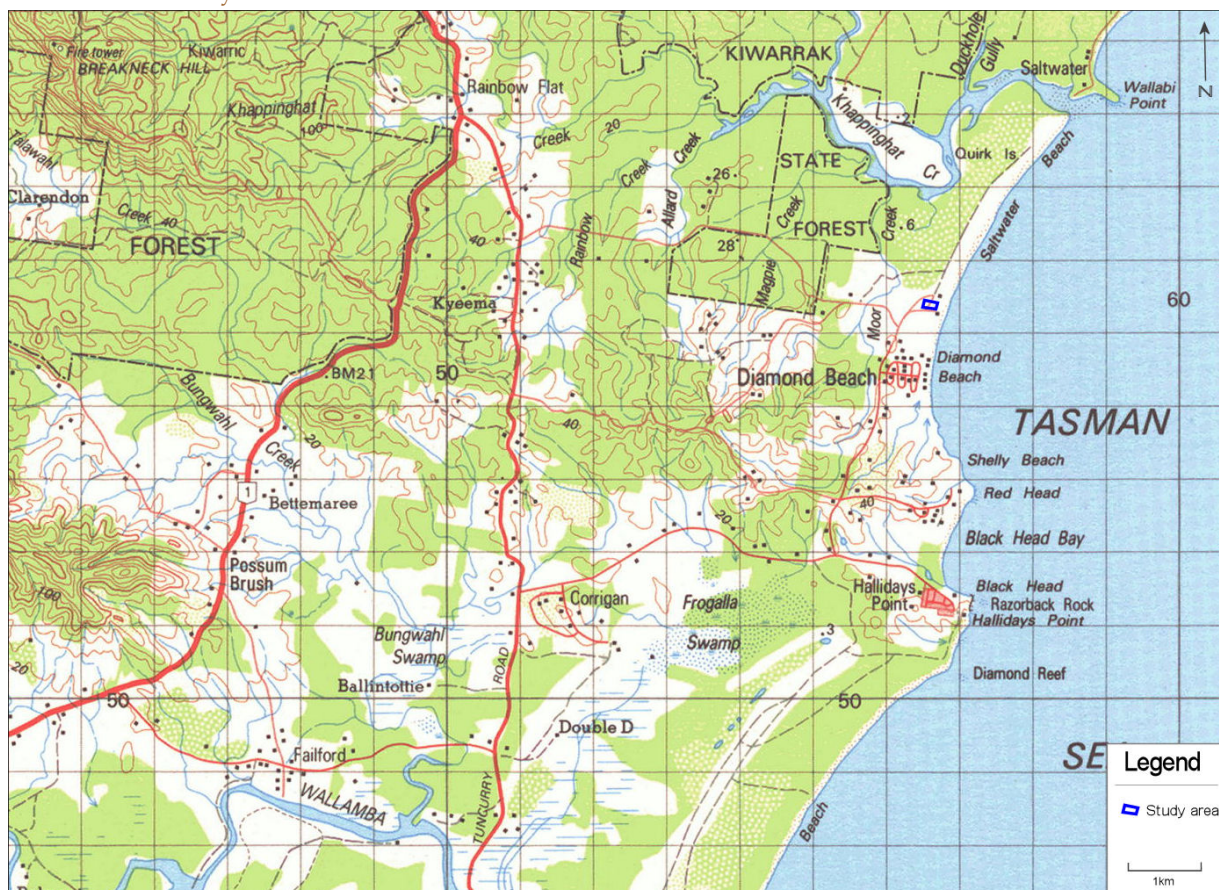 KIWARRAK
Duckhole
Gully
Saltwater
Wallabi
Point
N
Fire tower
Kiwarric
BREAKNECK HILL
Rainbow Flat
Khappinghat
100
Creek
20
Creek
Creek
Khappinghat
Cr
2
Quirk Is.
Beach
Talawahl
Clarendon
Creek 40
FOREST
STATE
26
Allard
Creek
FOREST
Creek
6
28
40
Rainbow
Magpie
Saltwater
Kyeema
60
Moor
BM21
50
Diamond
Beach
Diamond Beach
TASMAN
Bungwahl
Creek
20
40
Shelly Beach
Red Head
40
1
Bettemaree
20
Black Head Bay
Possum
Brush
100
Corrigan
Frogalla
Swamp
Hallidays
Point
Black Head
Razorback Rock
Hallidays Point
3
Bungwahl
Swamp
20
Ballintottie
ROAD
Diamond Reef
50
50
Double D
Failford
SE
WALLAMBA
TUNCURRY
Beach
Legend
Study area
1km